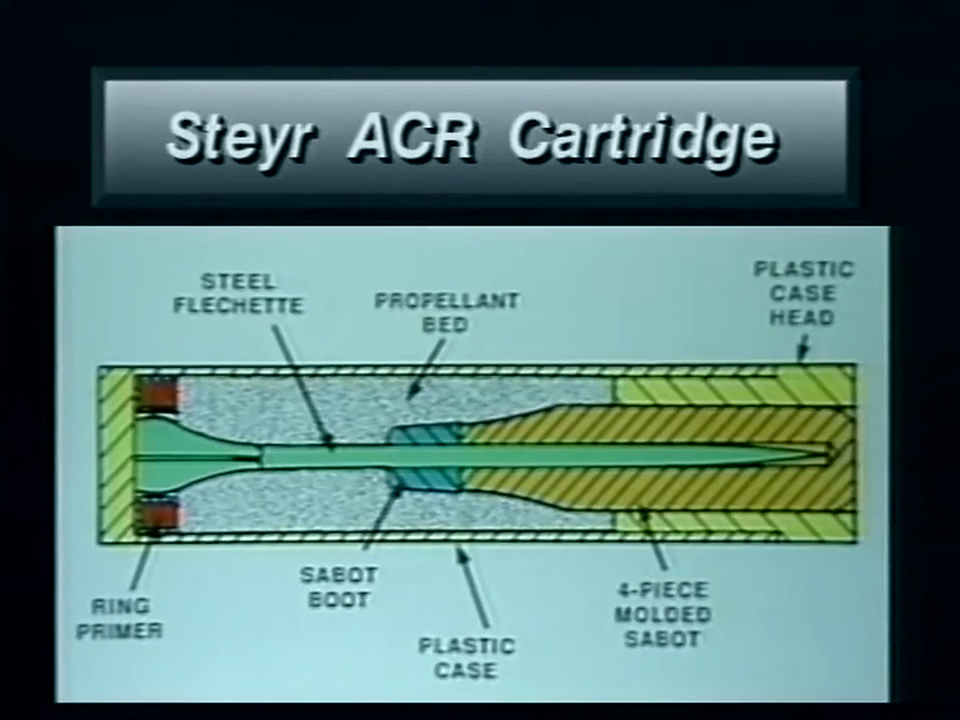 Steyr ACR Cartridge
STEEL
FLECHETTE
PROPELLANT
BED
PLASTIC
CASE
HEAD
RING
PRIMER
SABOT
BOOT
PLASTIC
CASE
4-PIECE
MOLDED
SABOT